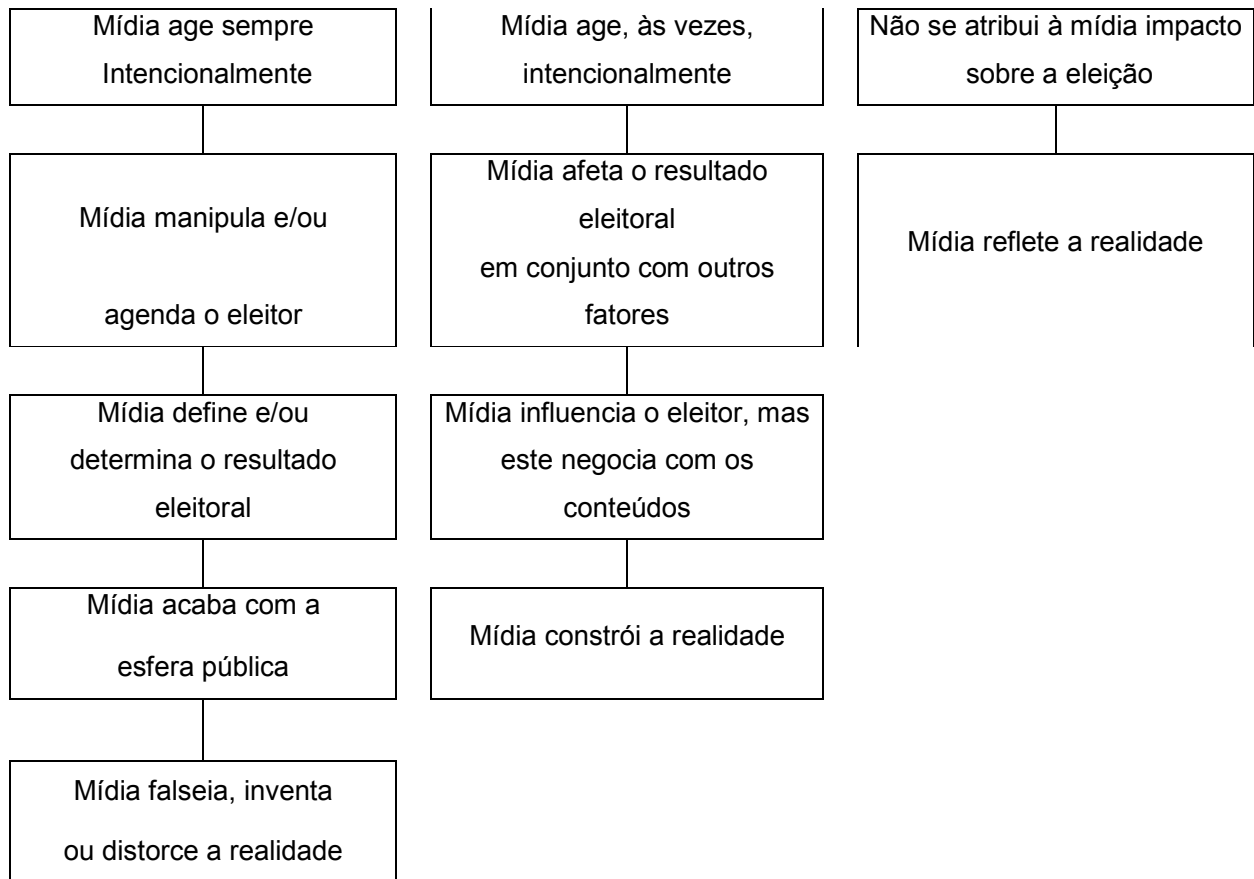 Mídia age sempre
Intencionalmente
Mídia manipula e/ou
agenda o eleitor
Mídia define e/ou
determina o resultado
eleitoral
Mídia acaba com a
esfera pública
Mídia falseia, inventa
ou distorce a realidade
Mídia age, às vezes,
intencionalmente
Mídia afeta o resultado
eleitoral
em conjunto com outros
fatores
Mídia influencia o eleitor, mas
este negocia com os
conteúdos
Mídia constrói a realidade
Não se atribui à mídia impacto
sobre a eleição
Mídia reflete a realidade